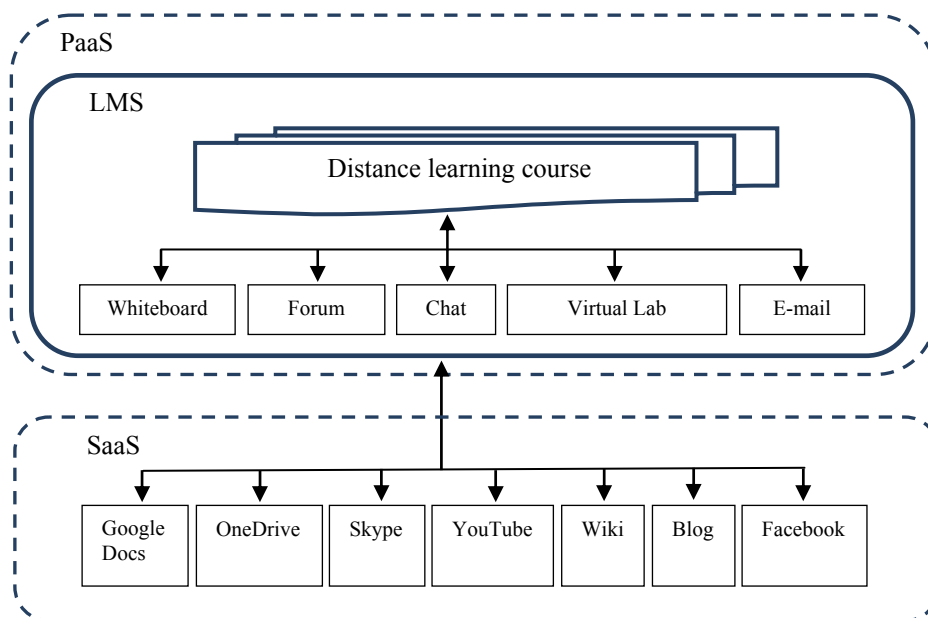 PaaS
LMS
Distance learning course
Whiteboard
Forum
Chat
Virtual Lab
E-mail
SaaS
Google
Docs
OneDrive
Skype
YouTube
Wiki
Blog
Facebook